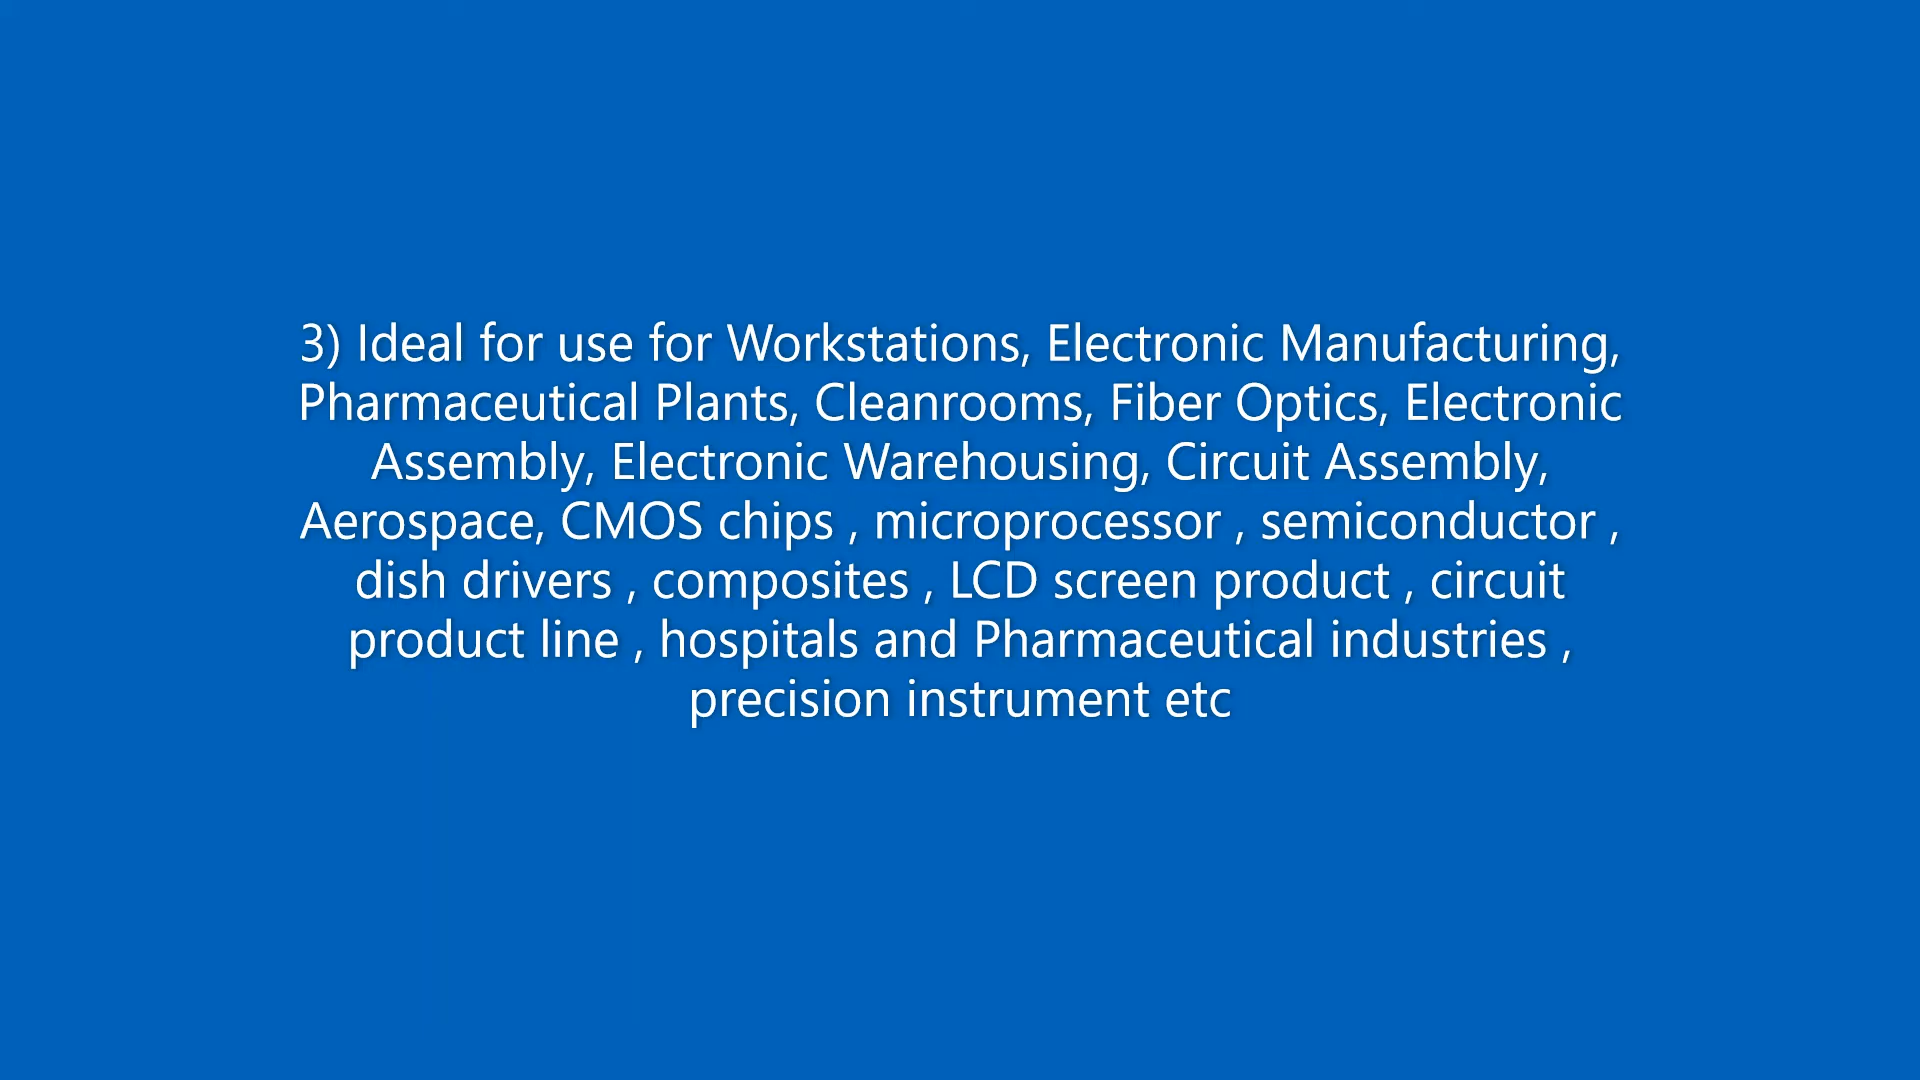 3) Ideal for use for Workstations, Electronic Manufacturing,
Pharmaceutical Plants, Cleanrooms, Fiber Optics, Electronic
Assembly, Electronic Warehousing, Circuit Assembly,
Aerospace, CMOS chips , microprocessor , semiconductor ,
dish drivers , composites , LCD screen product , circuit
product line , hospitals and Pharmaceutical industries ,
precision instrument etc